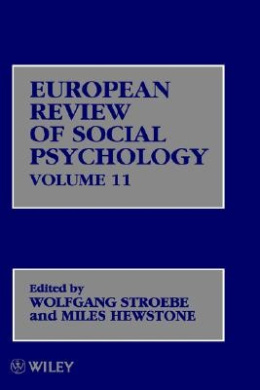 EUROPEAN
REVIEW
OF SOCIAL
PSYCHOLOGY
VOLUME 11
Edited by
WOLFGANG STROEBE
and MILES HEWSTONE
WILEY